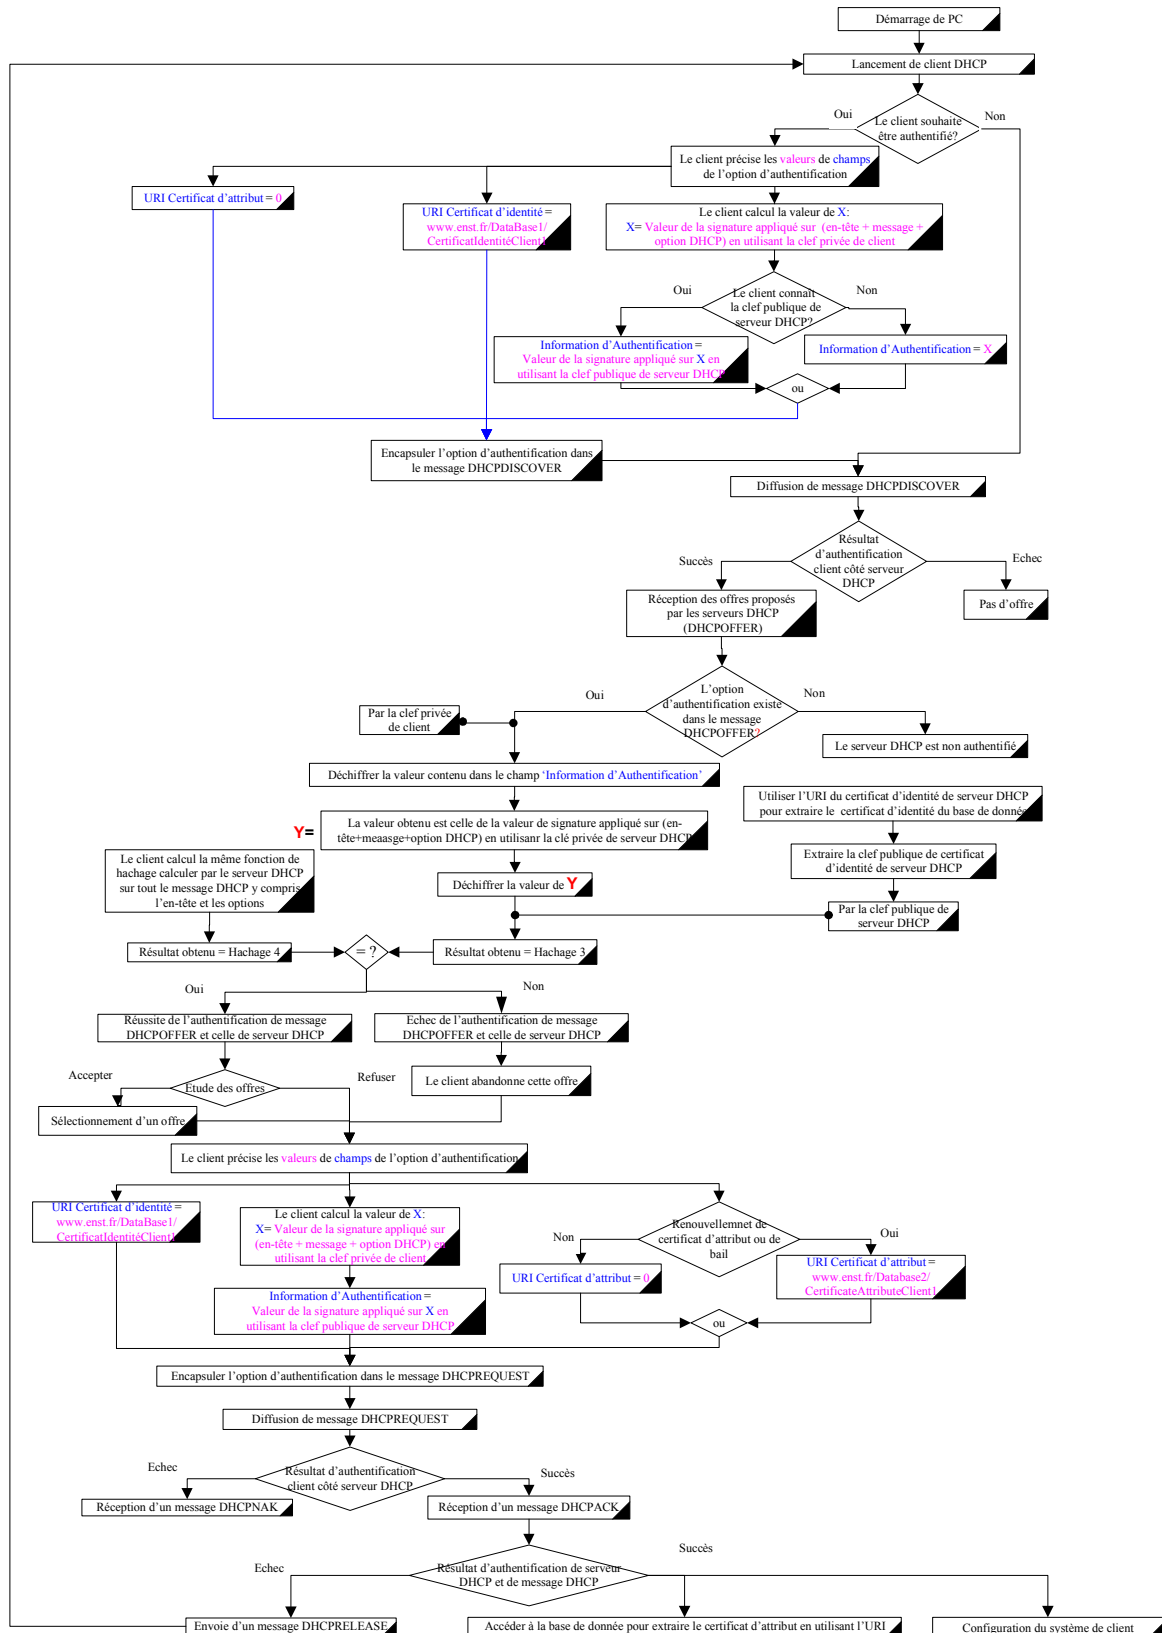 Démarrage de PC
Lancement de client DHCP
Oui
Le client souhaite
être authentifié?
Non
Le client précise les valeurs de champs
de l'option d'authentification
URI Certificat d'attribut = 0
URI Certificat d'identité =
www.enst.fr/DataBase1/
CertificatIdentitéClient1
Le client calcul la valeur de X:
X= Valeur de la signature appliqué sur (en-tête + message +
option DHCP) en utilisant la clef privée de client
Oui
Le client connaît
la clef publique de
serveur DHCP?
Non
Information d'Authentification =
Valeur de la signature appliqué sur X en
utilisant la clef publique de serveur DHCP
Information d'Authentification = X
ou
Encapsuler l'option d'authentification dans
le message DHCPDISCOVER
Diffusion de message DHCPDISCOVER
Résultat
d'authentification
client côté serveur
DHCP
Succès
Echec
Réception des offres proposés
par les serveurs DHCP
(DHCPOFFER)
Pas d'offre
Oui
L'option
d'authentification existe
dans le message
DHCPOFFER?
Non
Par la clef privée
de client
Le serveur DHCP est non authentifié
Déchiffrer la valeur contenu dans le champ 'Information d'Authentification'
Utiliser l'URI du certificat d'identité de serveur DHCP
pour extraire le certificat d'identité du base de donnée
Y=
La valeur obtenu est celle de la valeur de signature appliqué sur (en-
tête+meaasge+option DHCP) en utilisant la clé privée de serveur DHCP
Le client calcul la même fonction de
hachage calculer par le serveur DHCP
sur tout le message DHCP y compris
l'en-tête et les options
Extraire la clef publique de certificat
d'identité de serveur DHCP
Déchiffrer la valeur de Y
Par la clef publique de
serveur DHCP
Résultat obtenu = Hachage 4
= ?
Résultat obtenu = Hachage 3
Oui
Non
Réussite de l'authentification de message
DHCPOFFER et celle de serveur DHCP
Echec de l'authentification de message
DHCPOFFER et celle de serveur DHCP
Accepter
Etude des offres
Refuser
Le client abandonne cette offre
Sélectionnement d'un offre
Le client précise les valeurs de champs de l'option d'authentification
URI Certificat d'identité =
www.enst.fr/DataBase1/
CertificatIdentitéClient1
Le client calcul la valeur de X:
X= Valeur de la signature appliqué sur
(en-tête + message + option DHCP) en
utilisant la clef privée de client
Renouvellemnet de
certificat d'attribut ou de
bail
Non
Oui
URI Certificat d'attribut = 0
URI Certificat d'attribut =
www.enst.fr/Database2/
CertificateAttributeClient1
Information d'Authentification =
Valeur de la signature appliqué sur X en
utilisant la clef publique de serveur DHCP
ou
Encapsuler l'option d'authentification dans le message DHCPREQUEST
Diffusion de message DHCPREQUEST
Echec
Résultat d'authentification
client côté serveur DHCP
Succès
Réception d'un message DHCPNAK
Réception d'un message DHCPACK
Echec
Résultat d'authentification de serveur
DHCP et de message DHCP
Succès
Envoie d'un message DHCPRELEASE
Accéder à la base de donnée pour extraire le certificat d'attribut en utilisant l'URI
Configuration du système de client